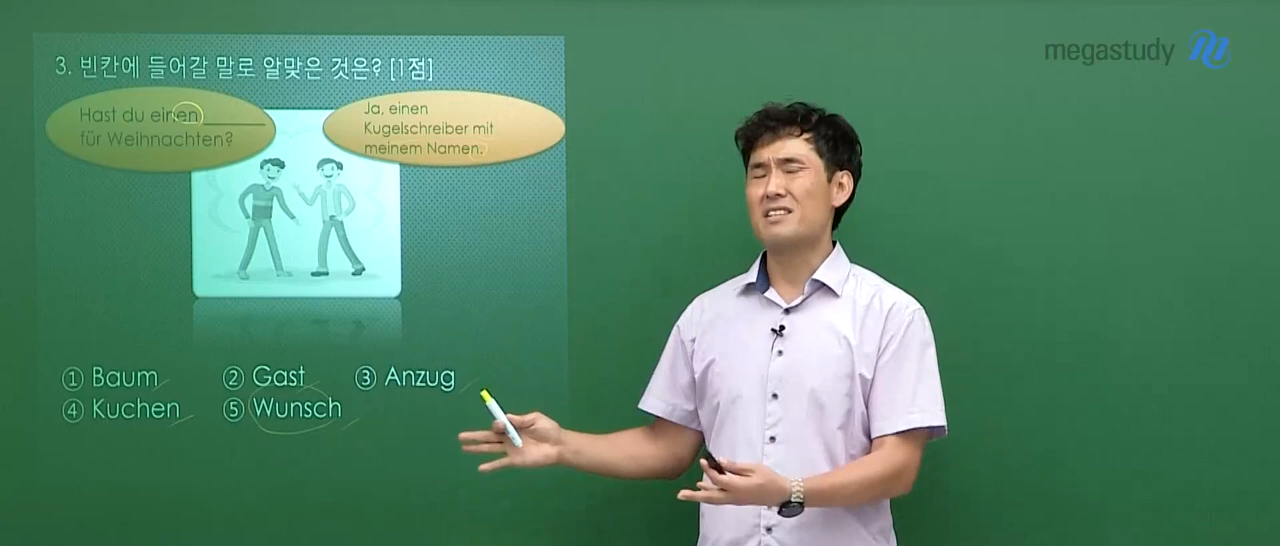 megastudy
3. 빈칸에 들어갈 말로 알맞은 것은? [1점]
Hast du einen ______
für Weihnachten?
Ja, einen
Kugelschreiber mit
meinem Namen.
① Baum ② Gast ③ Anzug
④ Kuchen ⑤ Wunsch